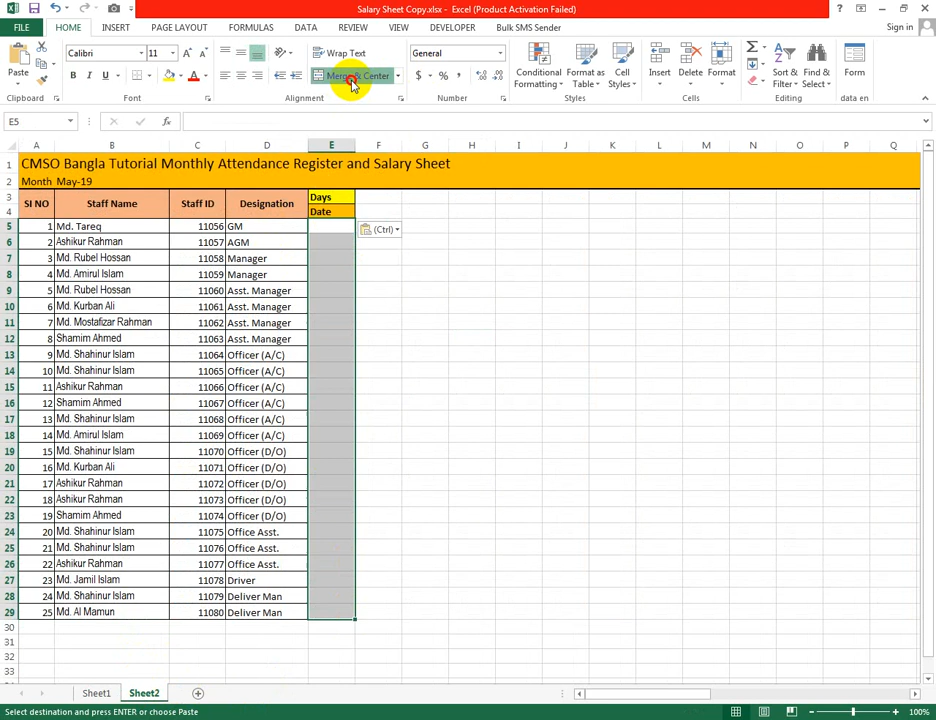 Salary Sheet Copy.xlsx - Excel (Product Activation Failed)
FILE HOME INSERT PAGE LAYOUT FORMULAS DATA REVIEW VIEW DEVELOPER Bulk SMS Sender Sign in
Calibri 11 Wrap Text General
Paste Merge & Center $ % , Conditional Formatting Format as Table Cell Styles Insert Delete Format Sort & Filter Find & Select Form
Clipboard Font Alignment Number Styles Cells Editing data en
E5 fx
A B C D E F G H I J K L M N O P Q
1 CMSO Bangla Tutorial Monthly Attendance Register and Salary Sheet
2 Month May-19
3 SI NO Staff Name Staff ID Designation Days
4 Date
5 1 Md. Tareq 11056 GM (Ctrl)
6 2 Ashikur Rahman 11057 AGM
7 3 Md. Rubel Hossan 11058 Manager
8 4 Md. Amirul Islam 11059 Manager
9 5 Md. Rubel Hossan 11060 Asst. Manager
10 6 Md. Kurban Ali 11061 Asst. Manager
11 7 Md. Mostafizar Rahman 11062 Asst. Manager
12 8 Shamim Ahmed 11063 Asst. Manager
13 9 Md. Shahinur Islam 11064 Officer (A/C)
14 10 Md. Shahinur Islam 11065 Officer (A/C)
15 11 Ashikur Rahman 11066 Officer (A/C)
16 12 Shamim Ahmed 11067 Officer (A/C)
17 13 Md. Shahinur Islam 11068 Officer (A/C)
18 14 Md. Amirul Islam 11069 Officer (A/C)
19 15 Md. Shahinur Islam 11070 Officer (D/O)
20 16 Md. Kurban Ali 11071 Officer (D/O)
21 17 Ashikur Rahman 11072 Officer (D/O)
22 18 Ashikur Rahman 11073 Officer (D/O)
23 19 Shamim Ahmed 11074 Officer (D/O)
24 20 Md. Shahinur Islam 11075 Office Asst.
25 21 Md. Shahinur Islam 11076 Office Asst.
26 22 Ashikur Rahman 11077 Office Asst.
27 23 Md. Jamil Islam 11078 Driver
28 24 Md. Shahinur Islam 11079 Deliver Man
29 25 Md. Al Mamun 11080 Deliver Man
30
31
32
33
Sheet1 Sheet2
Select destination and press ENTER or choose Paste 100%